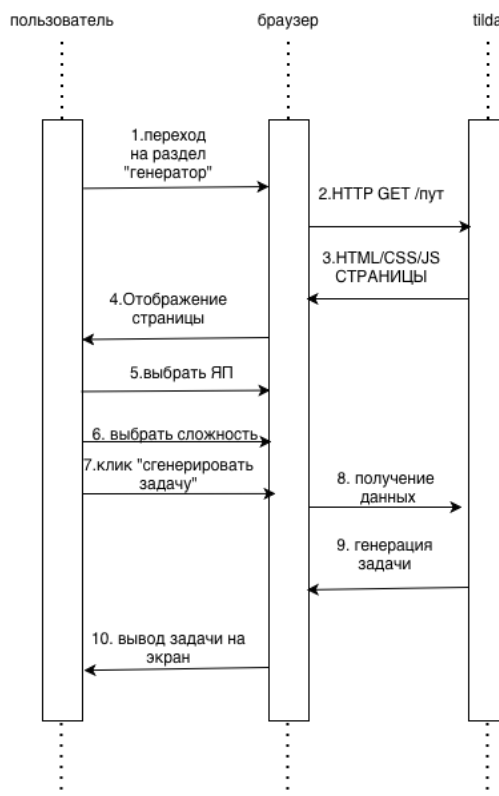 пользователь
браузер
tilda
1.переход
на раздел
"генератор"
2.HTTP GET /пут
3.HTML/CSS/JS
СТРАНИЦЫ
4.Отображение
страницы
5.выбрать ЯП
6. выбрать сложность
7.клик "сгенерировать
задачу"
8. получение
данных
9. генерация
задачи
10. вывод задачи на
экран